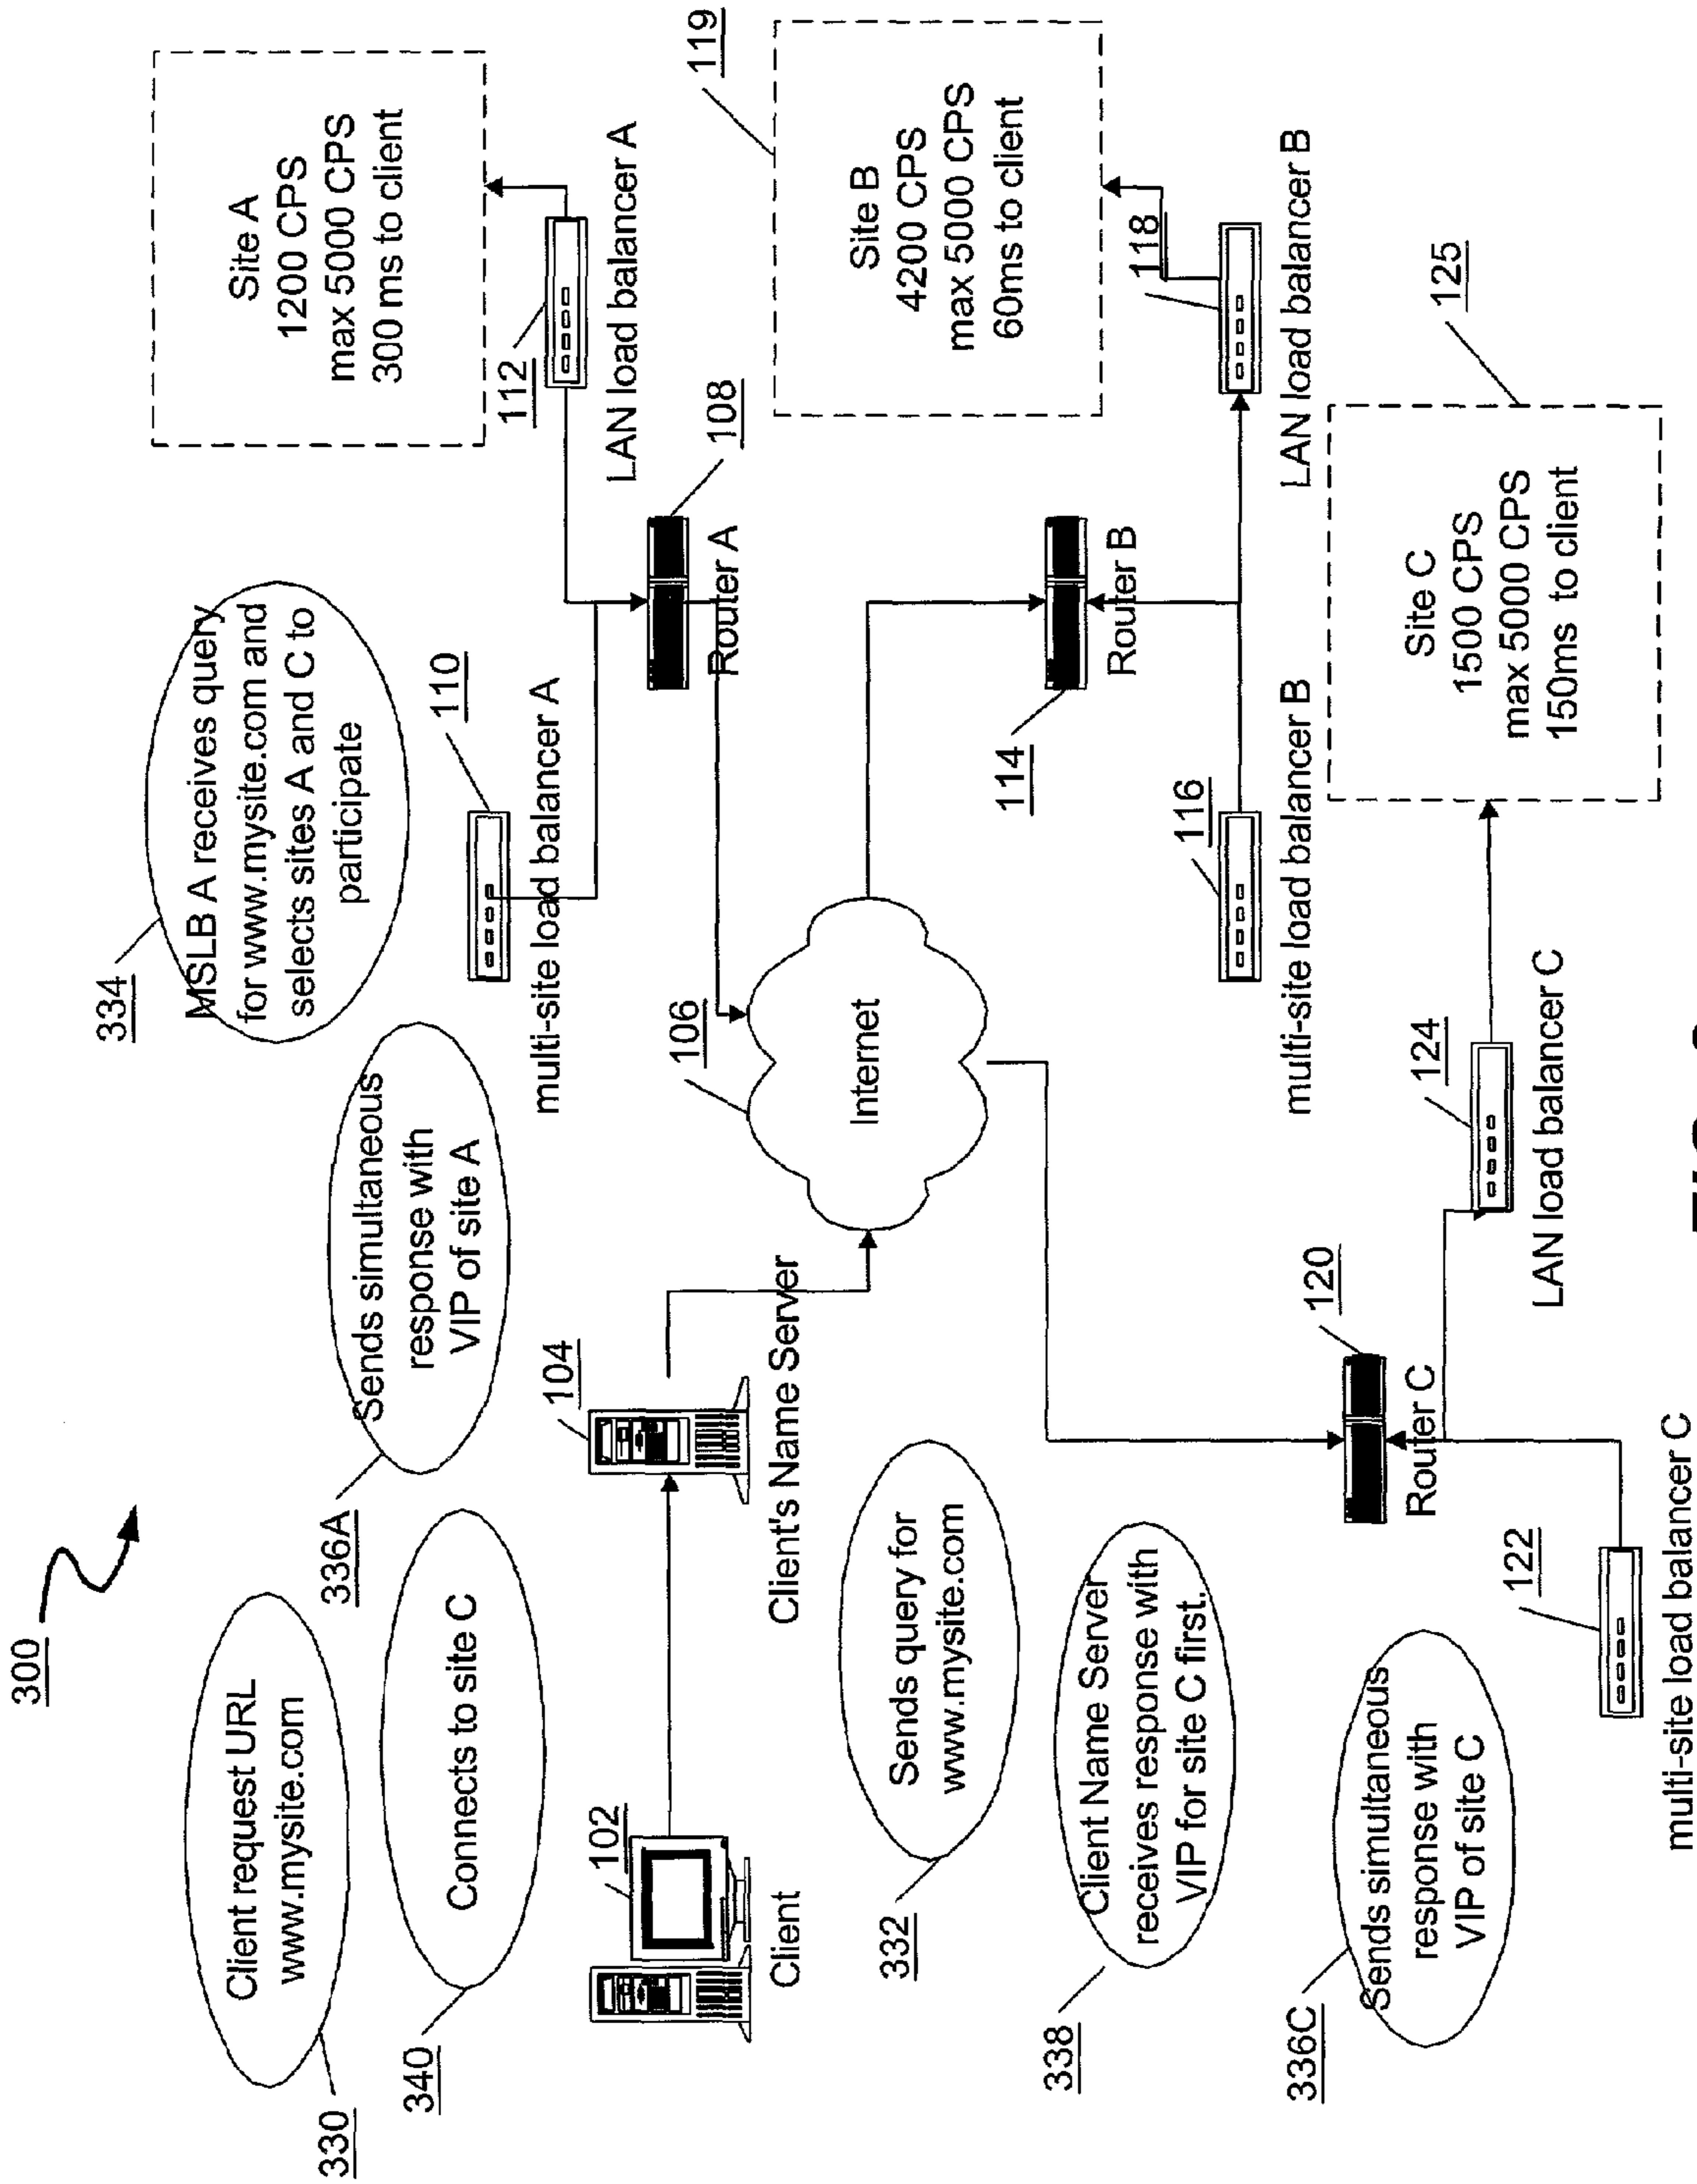 300
330
Client request URL
www.mysite.com
340
Connects to site C
336A
Sends simultaneous
response with
VIP of site A
334
MSLB A receives query
for www.mysite.com and
selects sites A and C to
participate
Site A
1200 CPS
max 5000 CPS
300 ms to client
110
multi-site load balancer A
112
LAN load balancer A
102
Client
104
Client's Name Server
106
Internet
108
Router A
119
Site B
4200 CPS
max 5000 CPS
60ms to client
332
Sends query for
www.mysite.com
114
Router B
118
LAN load balancer B
338
Client Name Server
receives response with
VIP for site C first.
116
multi-site load balancer B
125
Site C
1500 CPS
max 5000 CPS
150ms to client
336C
Sends simultaneous
response with
VIP of site C
120
Router C
124
LAN load balancer C
122
multi-site load balancer C